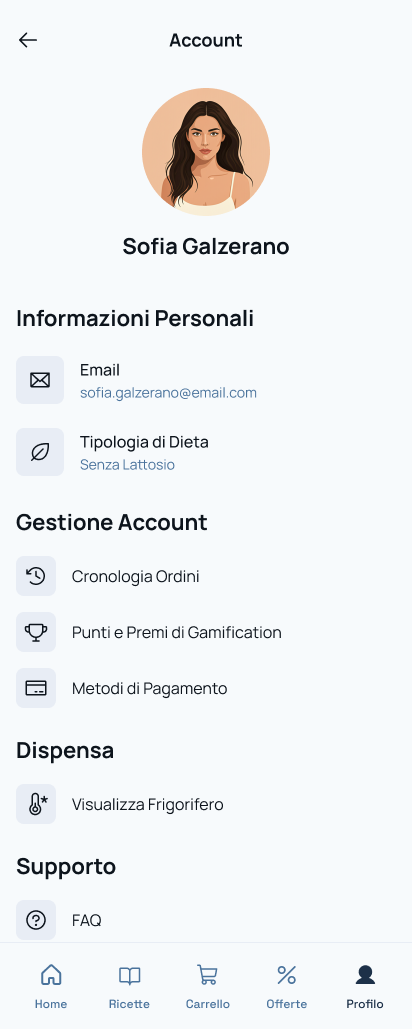 Account
Sofia Galzerano
Informazioni Personali
Email
sofia.galzerano@email.com
Tipologia di Dieta
Senza Lattosio
Gestione Account
Cronologia Ordini
Punti e Premi di Gamification
Metodi di Pagamento
Dispensa
Visualizza Frigorifero
Supporto
FAQ
Home Ricette Carrello Offerte Profilo